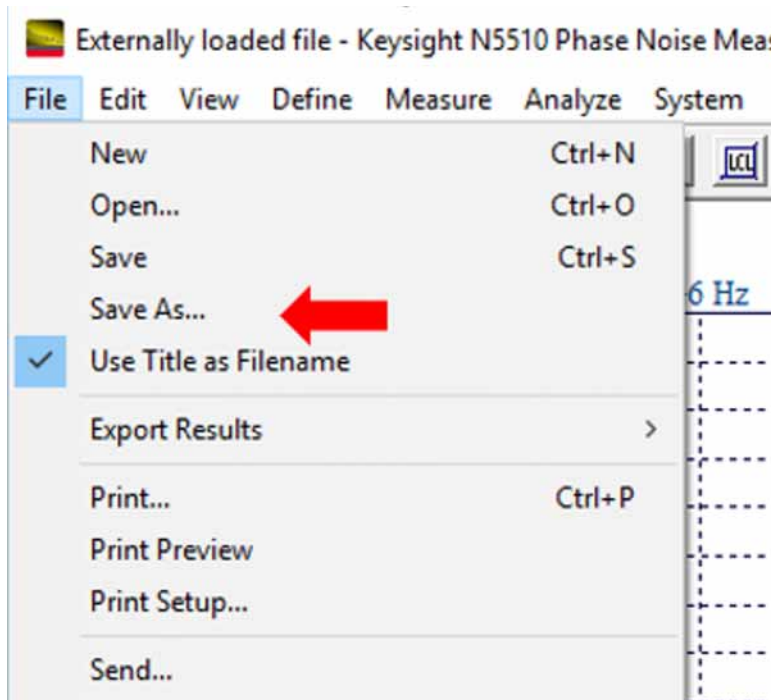 Externally loaded file - Keysight N5510 Phase Noise
File Edit View Define Measure Analyze System
New Ctrl+N
LCL
Open... Ctrl+O
Save Ctrl+S
6 Hz
Save As...
Use Title as Filename
Export Results
Print... Ctrl+P
Print Preview
Print Setup...
Send...